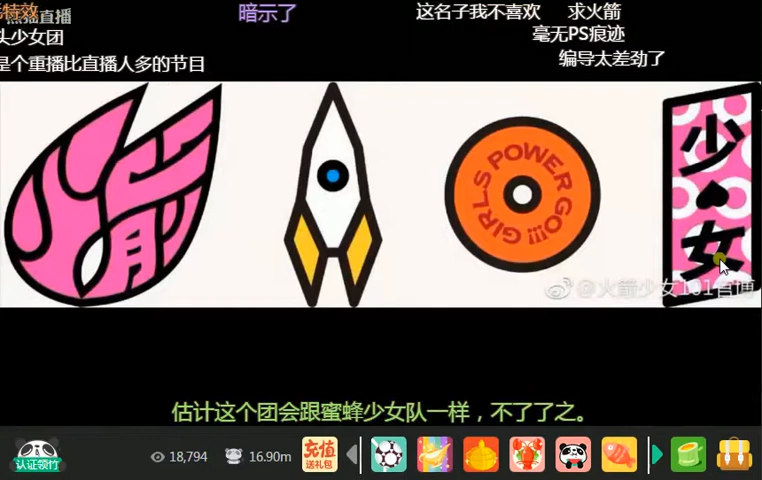 特效
熊猫直播
暗示了
这名子我不喜欢
求火箭
头少女团
毫无PS痕迹
是个重播比直播人多的节目
编导太差劲了
火箭
GIRLS POWER GO!!!
少女
@火箭少女101官博
估计这个团会跟蜜蜂少女队一样，不了了之。
认证领竹
18,794
16.90m
充值
送礼包